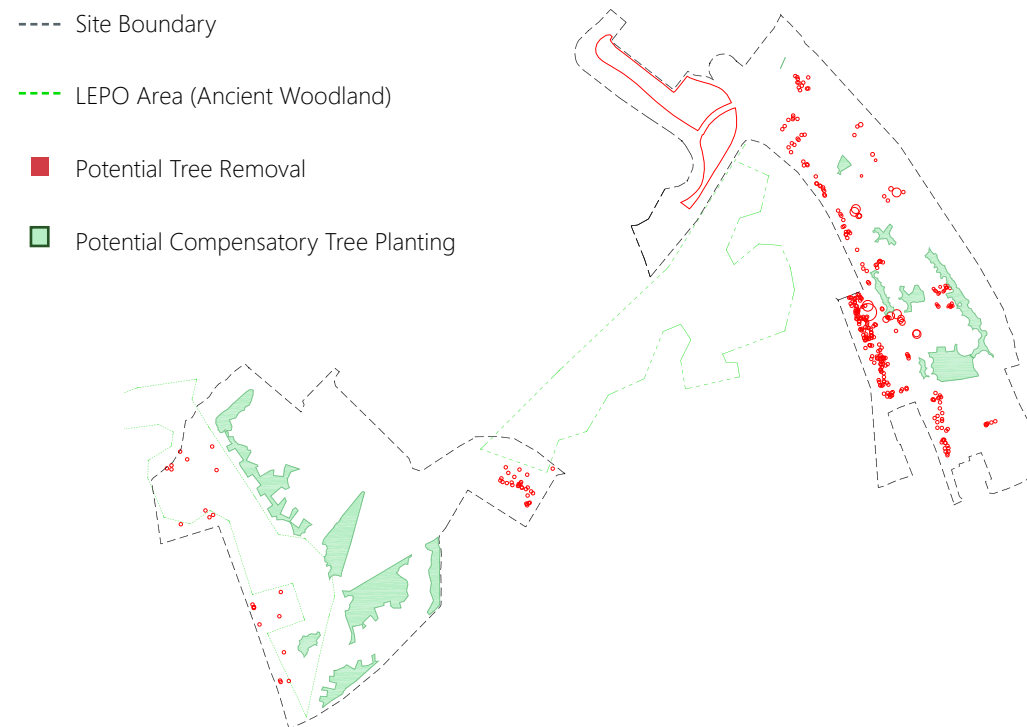 Site Boundary
LEPO Area (Ancient Woodland)
Potential Tree Removal
Potential Compensatory Tree Planting